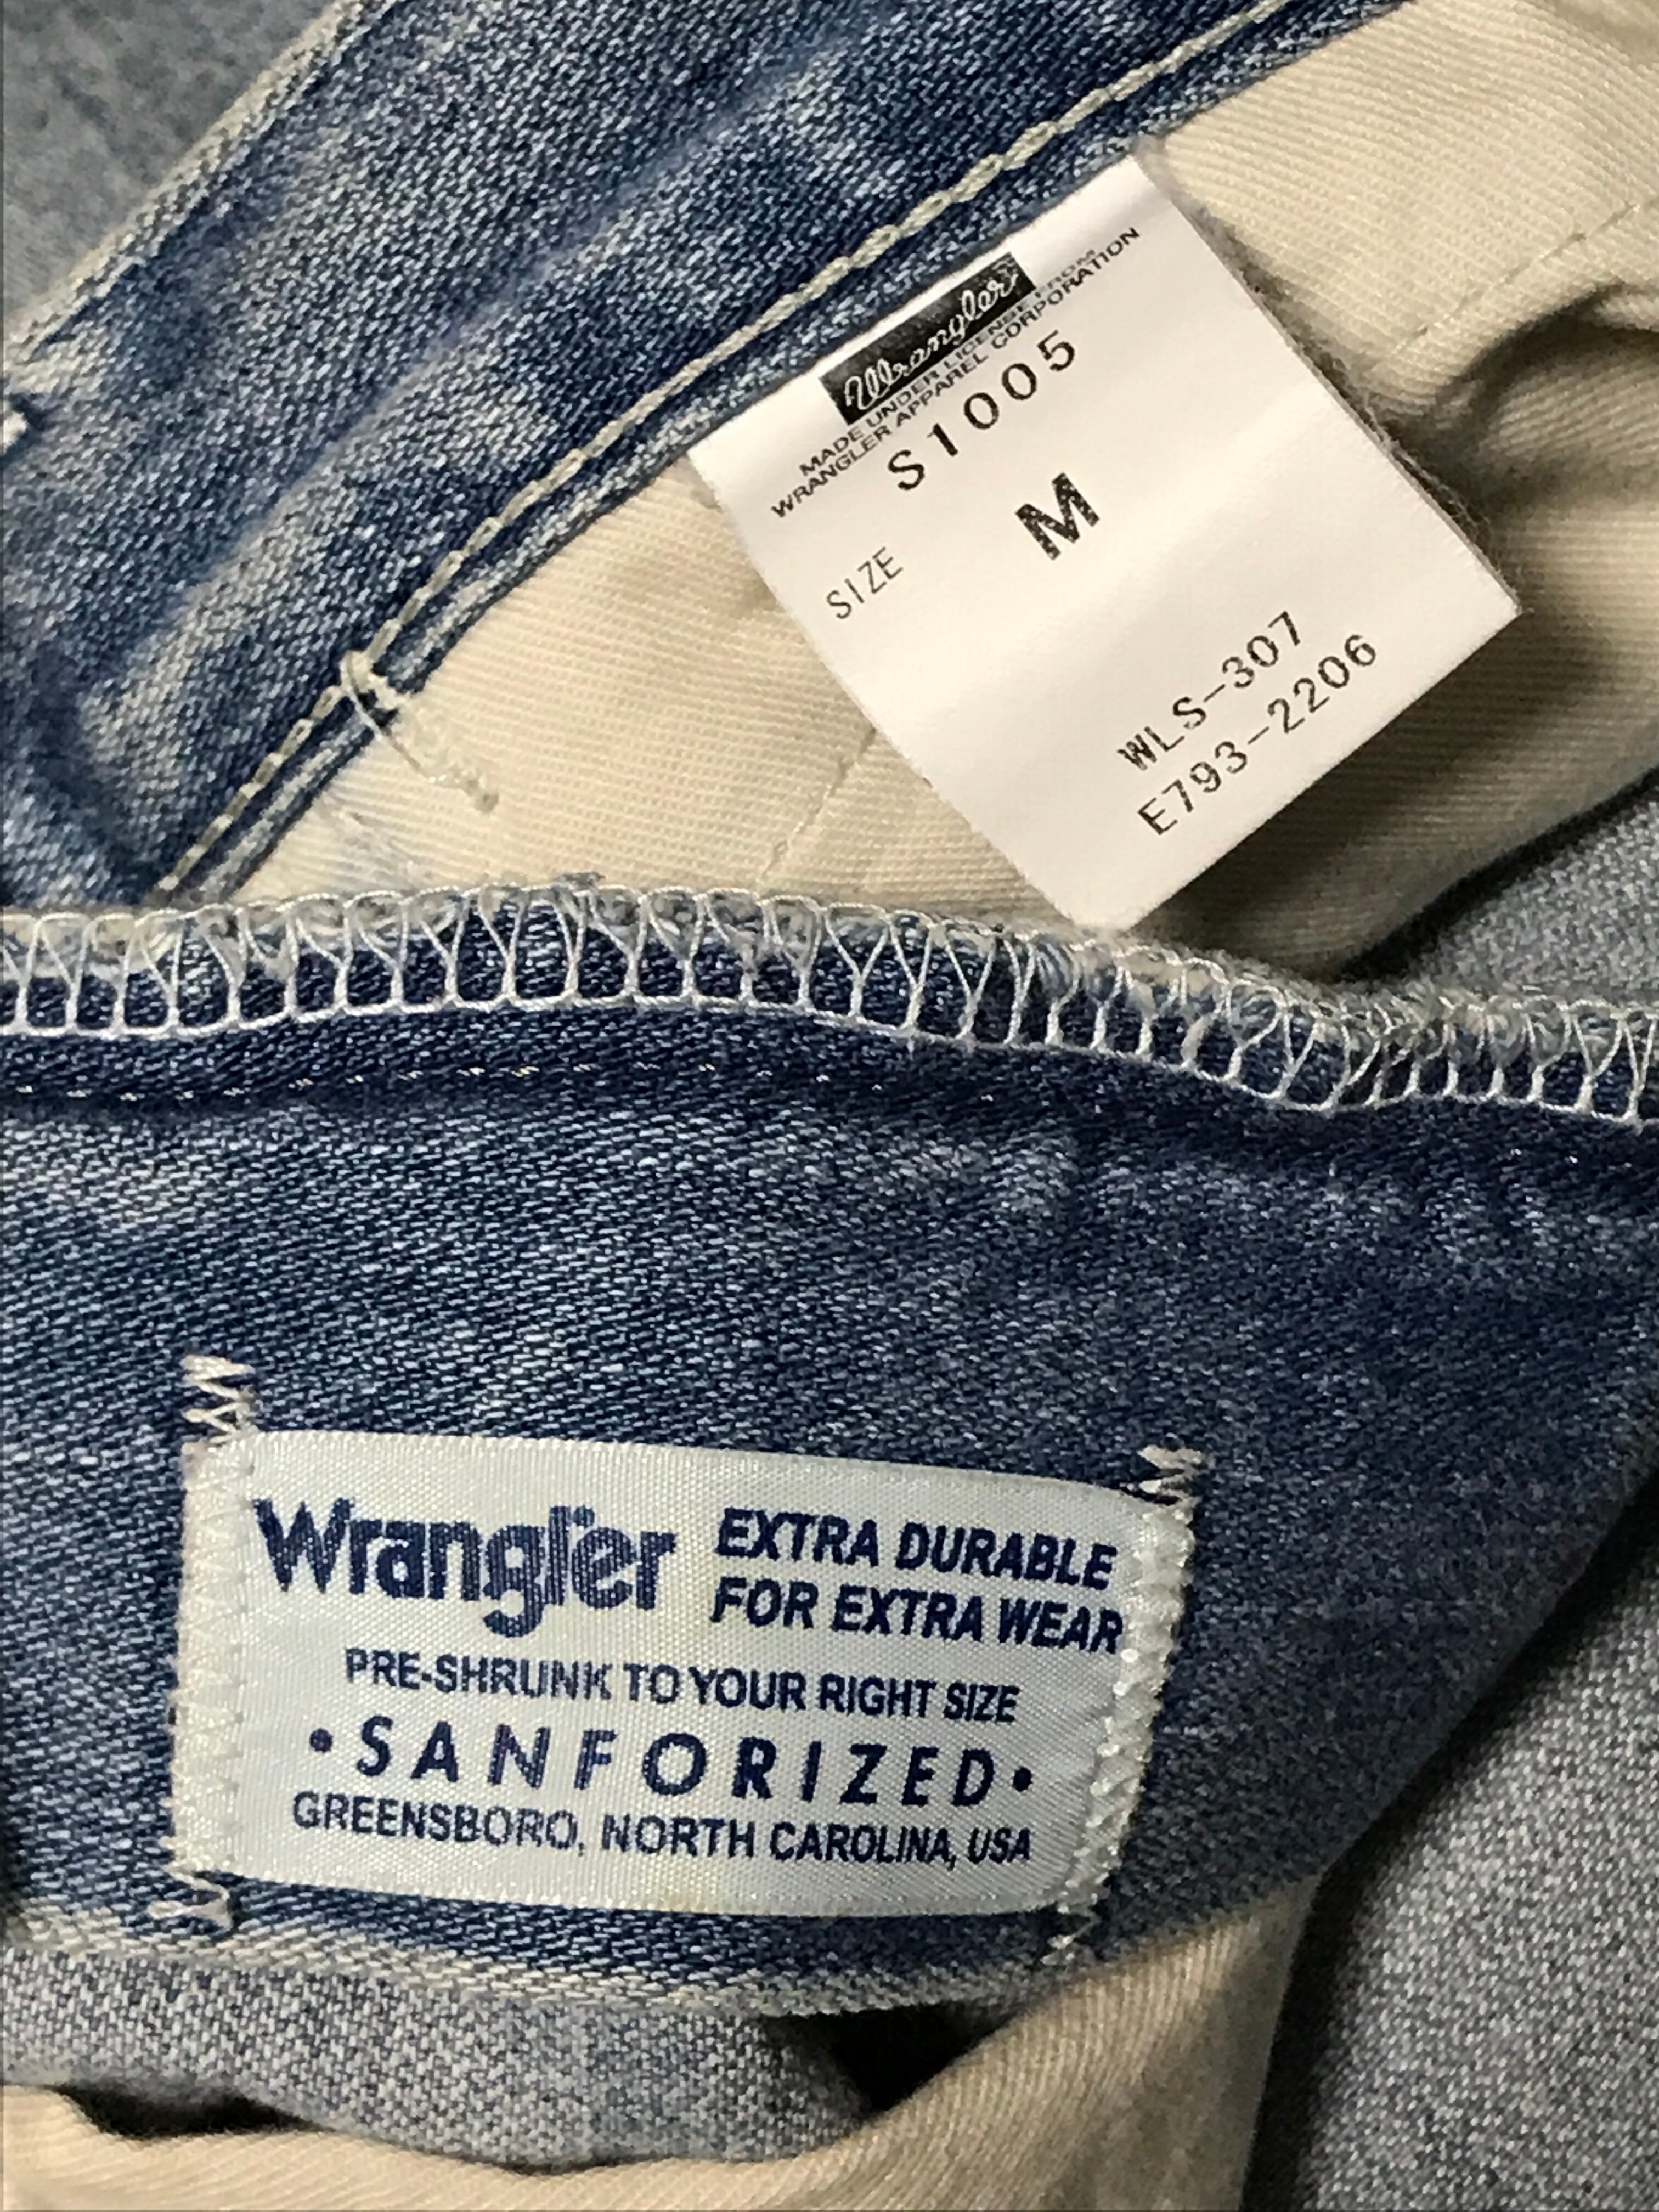 Wrangler
MADE UNDER LICENSE FROM
WRANGLER APPAREL CORPORATION
S1005
SIZE M
WLS-307
E793-2206
Wrangler EXTRA DURABLE
FOR EXTRA WEAR
PRE-SHRUNK TO YOUR RIGHT SIZE
•SANFORIZED•
GREENSBORO, NORTH CAROLINA, USA